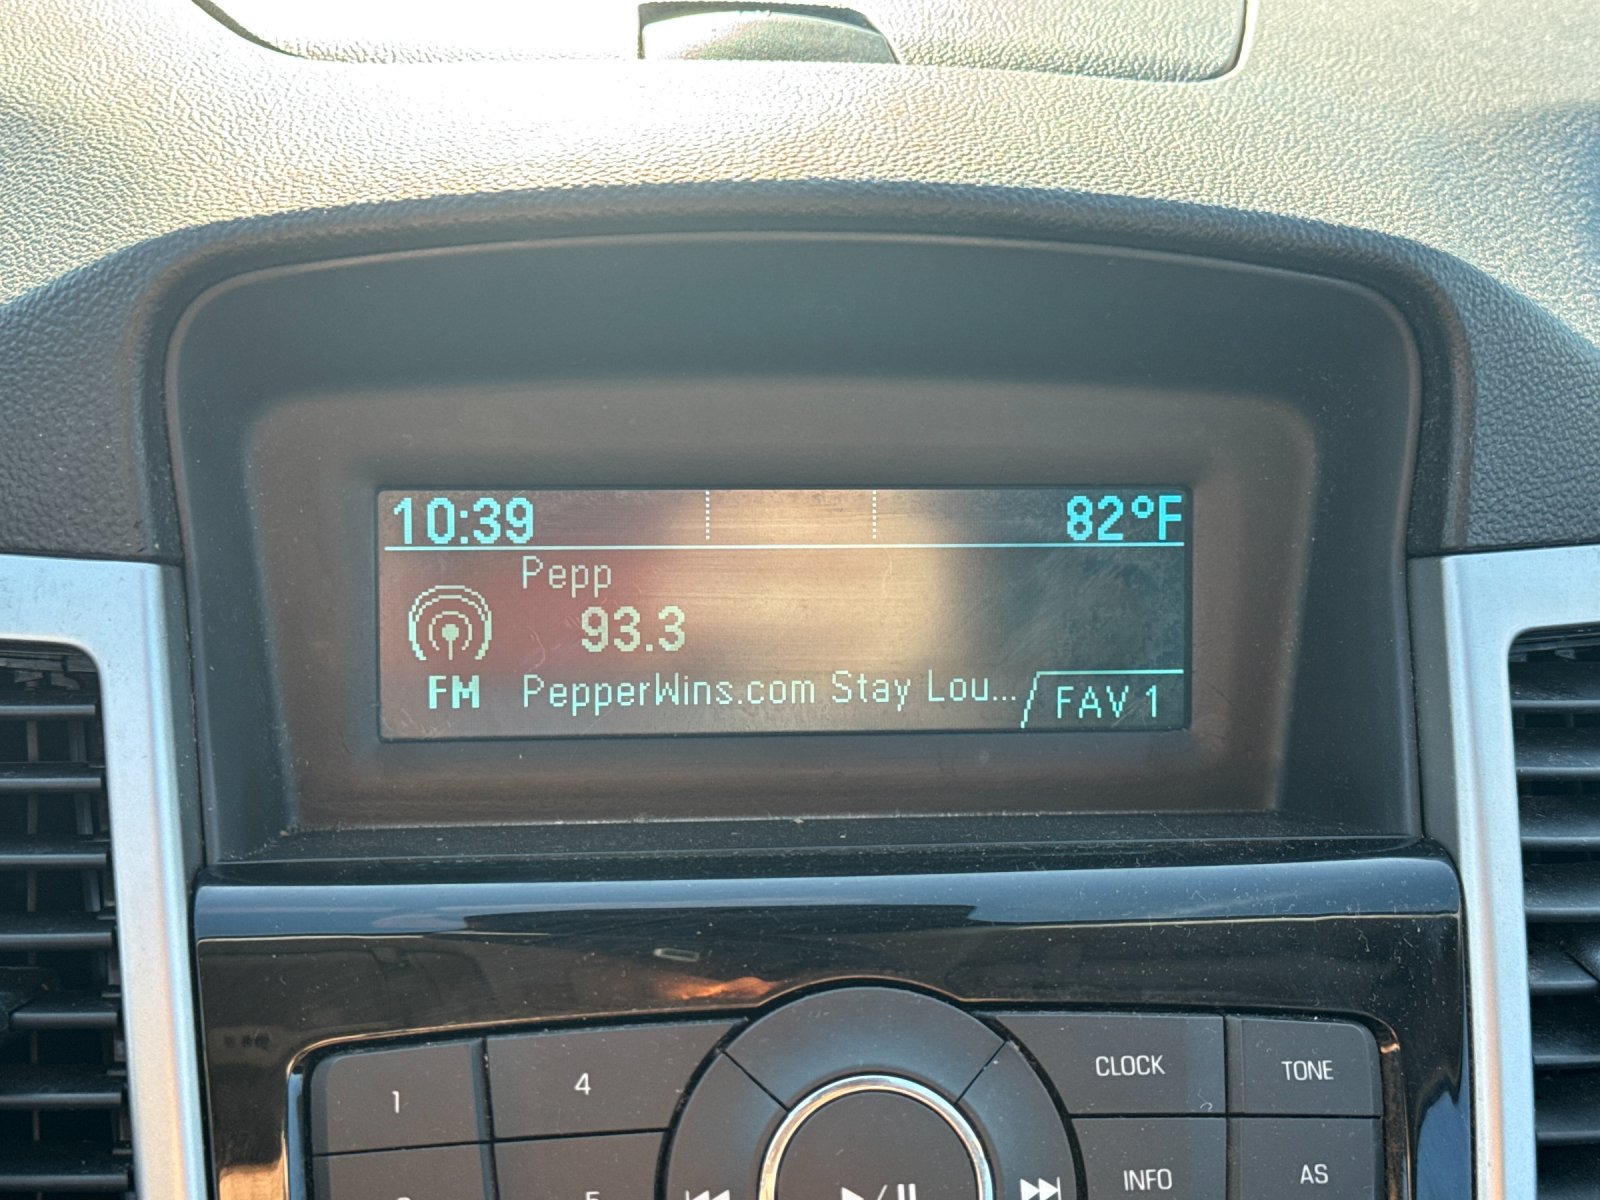 10:39 82°F
Pepp
93.3
FM PepperWins.com Stay Lou... FAV 1
1 4 CLOCK TONE
INFO AS